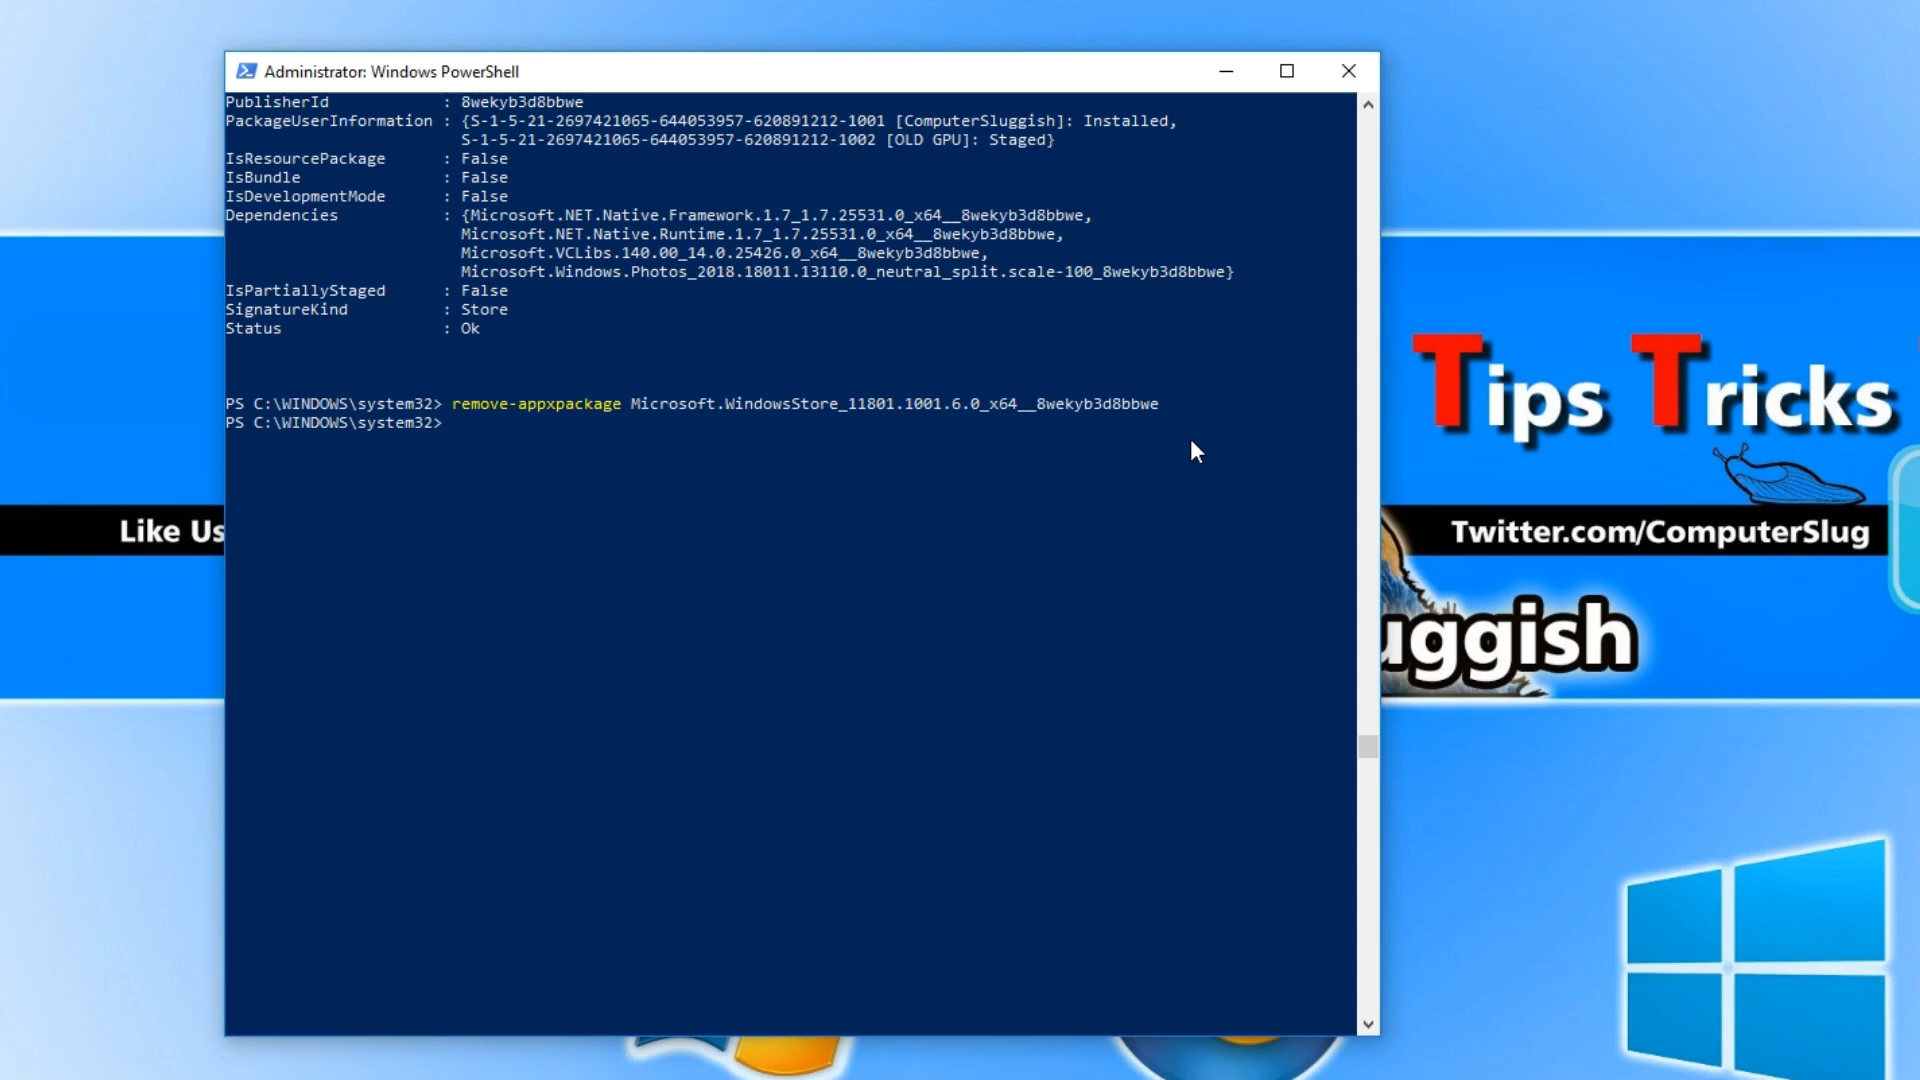 Administrator: Windows PowerShell
PublisherId : 8wekyb3d8bbwe
PackageUserInformation : {S-1-5-21-2697421065-644053957-620891212-1001 [ComputerSluggish]: Installed,
S-1-5-21-2697421065-644053957-620891212-1002 [OLD GPU]: Staged}
IsResourcePackage : False
IsBundle : False
IsDevelopmentMode : False
Dependencies : {Microsoft.NET.Native.Framework.1.7_1.7.25531.0_x64__8wekyb3d8bbwe,
Microsoft.NET.Native.Runtime.1.7_1.7.25531.0_x64__8wekyb3d8bbwe,
Microsoft.VCLibs.140.00_14.0.25426.0_x64__8wekyb3d8bbwe,
Microsoft.Windows.Photos_2018.18011.13110.0_neutral_split.scale-100_8wekyb3d8bbwe}
IsPartiallyStaged : False
SignatureKind : Store
Status : Ok
PS C:\WINDOWS\system32> remove-appxpackage Microsoft.WindowsStore_11801.1001.6.0_x64__8wekyb3d8bbwe
PS C:\WINDOWS\system32>
Tips Tricks
Like Us
Twitter.com/ComputerSlug
uggish